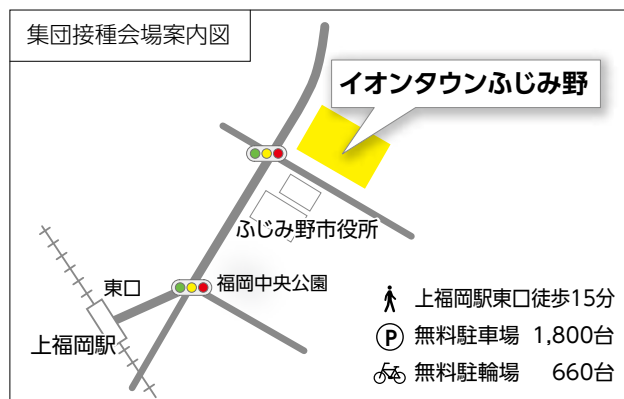 集団接種会場案内図
イオンタウンふじみ野
ふじみ野市役所
福岡中央公園
東口
上福岡駅
上福岡駅東口徒歩15分
P 無料駐車場 1,800台
無料駐輪場 660台